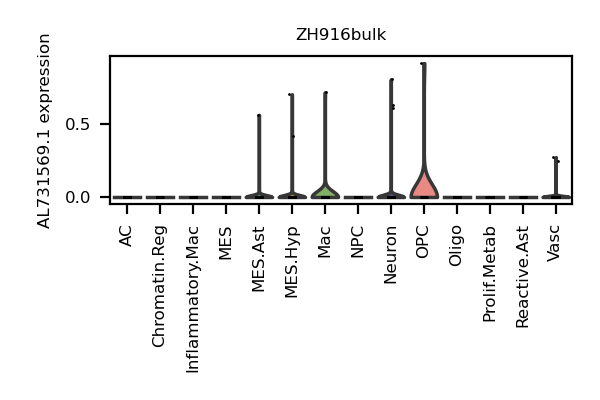 ZH916bulk
AL731569.1 expression
0.5
0.0
AC
Chromatin.Reg
Inflammatory.Mac
MES
MES.Ast
MES.Hyp
Mac
NPC
Neuron
OPC
Oligo
Prolif.Metab
Reactive.Ast
Vasc